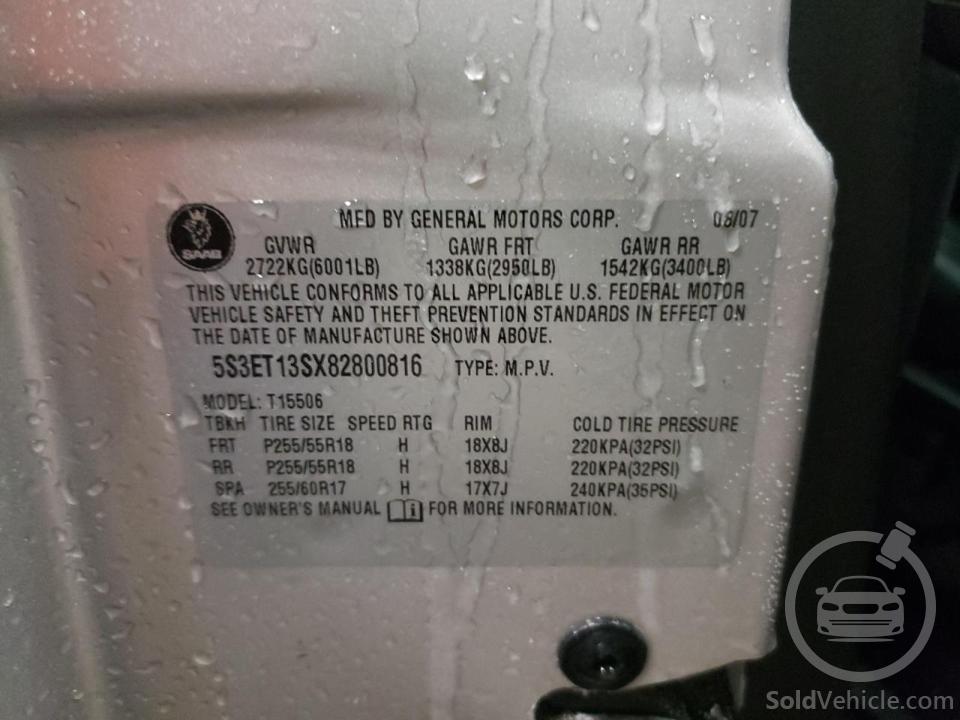 SAAB
MFD BY GENERAL MOTORS CORP. 08/07
GVWR GAWR FRT GAWR RR
2722KG(6001LB) 1338KG(2950LB) 1542KG(3400LB)
THIS VEHICLE CONFORMS TO ALL APPLICABLE U.S. FEDERAL MOTOR
VEHICLE SAFETY AND THEFT PREVENTION STANDARDS IN EFFECT ON
THE DATE OF MANUFACTURE SHOWN ABOVE.
5S3ET13SX82800816 TYPE: M.P.V.
MODEL: T15506
TBKH TIRE SIZE SPEED RTG RIM COLD TIRE PRESSURE
FRT P255/55R18 H 18X8J 220KPA(32PSI)
RR P255/55R18 H 18X8J 220KPA(32PSI)
SPA 255/60R17 H 17X7J 240KPA(35PSI)
SEE OWNER'S MANUAL FOR MORE INFORMATION.
SoldVehicle.com